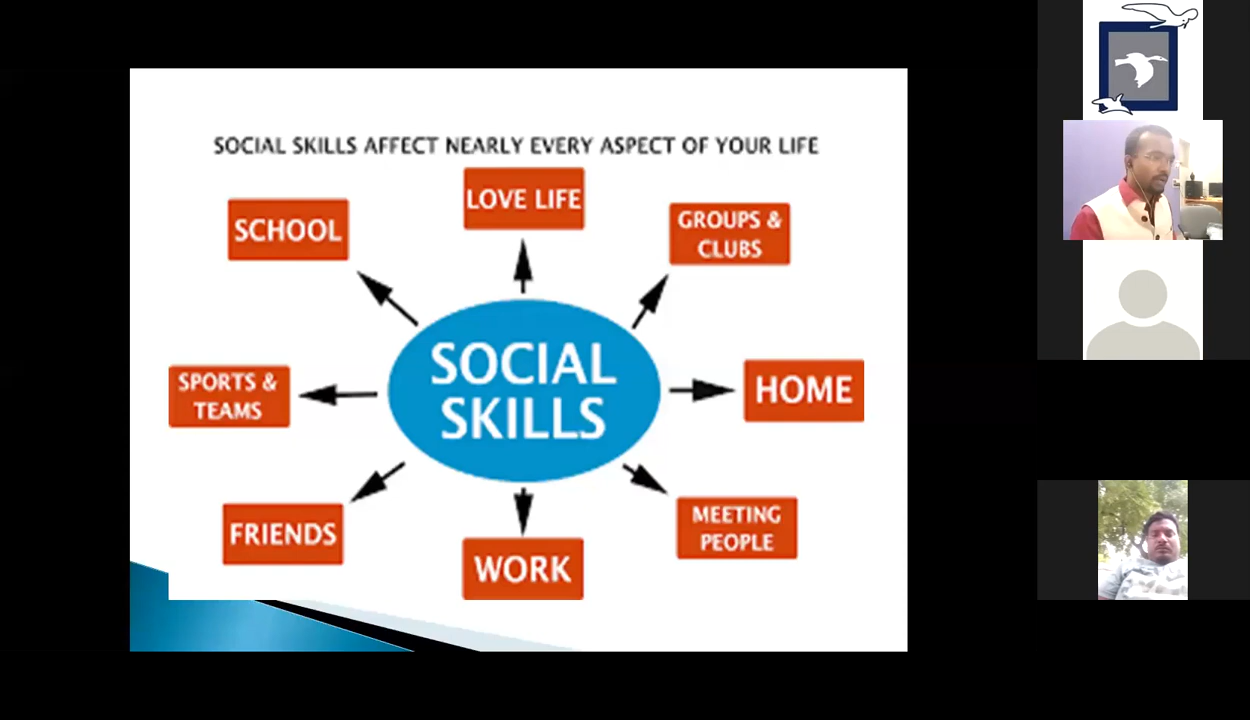 SOCIAL SKILLS AFFECT NEARLY EVERY ASPECT OF YOUR LIFE
LOVE LIFE
SCHOOL
GROUPS &
CLUBS
SOCIAL
SKILLS
SPORTS &
TEAMS
HOME
FRIENDS
WORK
MEETING
PEOPLE